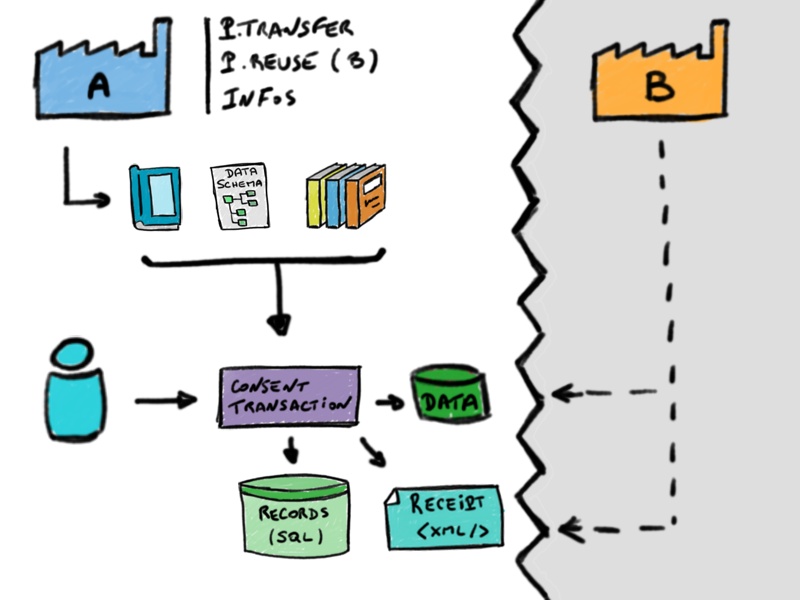 A
P.TRANSFER
P.REUSE (B)
INFOS
B
DATA
SCHEMA
CONSENT
TRANSACTION
DATA
RECORDS
(SQL)
RECEIPT
<XML/>